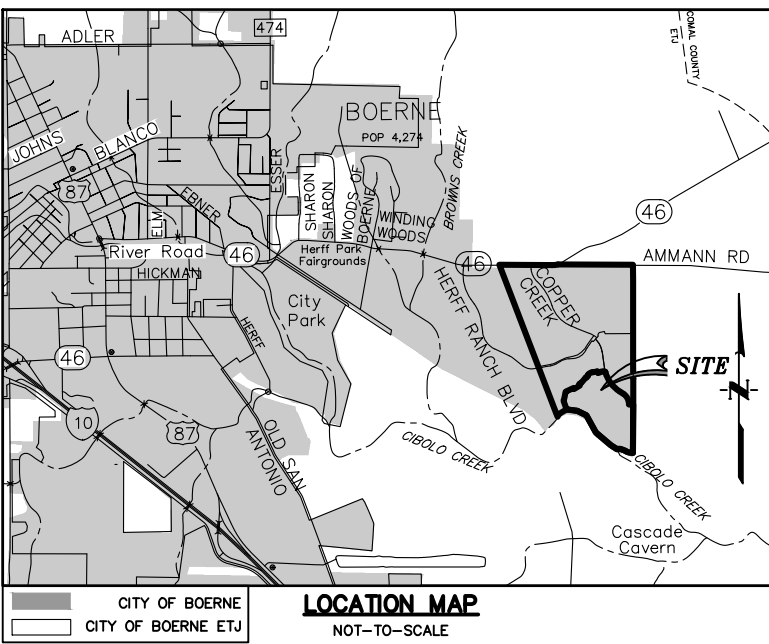 ADLER
474
COMAL COUNTY
ETJ
BOERNE
POP 4,274
JOHNS
BLANCO
87
ELM
EBNER
ESSER
SHARON
SHARON
WOODS OF
BOERNE
WINDING
WOODS
BROWNS CREEK
46
River Road
46
HICKMAN
Herff Park
Fairgrounds
46
AMMANN RD
COPPER
CREEK
City
Park
HERFF
HERFF RANCH BLVD
46
SITE
N
10
87
OLD SAN
ANTONIO
CIBOLO CREEK
CIBOLO CREEK
Cascade
Cavern
CITY OF BOERNE
CITY OF BOERNE ETJ
LOCATION MAP
NOT-TO-SCALE